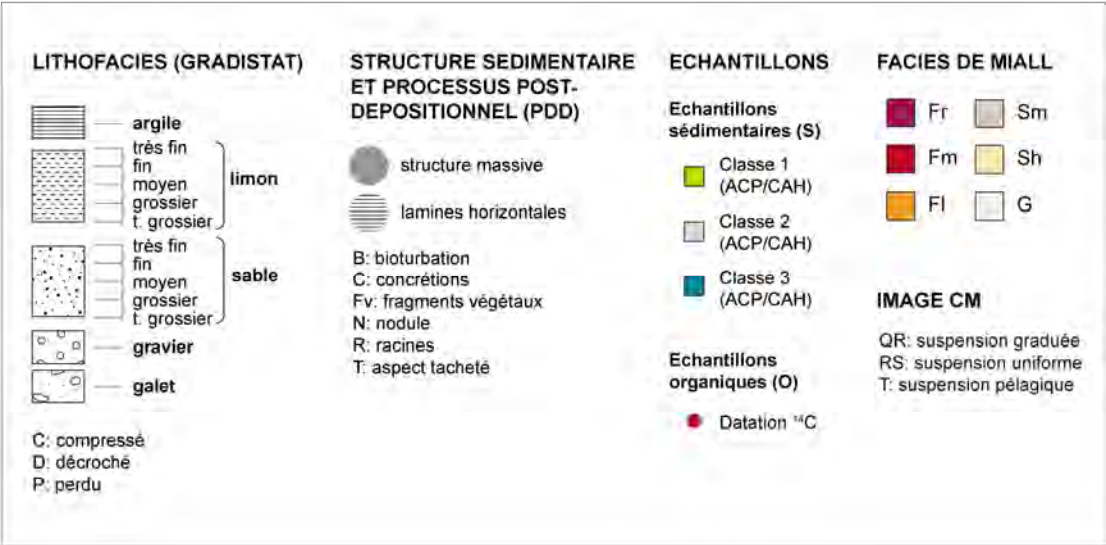 LITHOFACIES (GRADISTAT)
argile
très fin
fin
moyen
grossier
t. grossier
limon
très fin
fin
moyen
grossier
t. grossier
sable
gravier
galet
C: compressé
D: décroché
P: perdu
STRUCTURE SEDIMENTAIRE
ET PROCESSUS POST-
DEPOSITIONNEL (PDD)
structure massive
lamines horizontales
B: bioturbation
C: concrétions
Fv: fragments végétaux
N: nodule
R: racines
T: aspect tacheté
ECHANTILLONS
Echantillons
sédimentaires (S)
Classe 1
(ACP/CAH)
Classe 2
(ACP/CAH)
Classe 3
(ACP/CAH)
Echantillons
organiques (O)
Datation ¹⁴C
FACIES DE MIALL
Fr
Sm
Fm
Sh
Fl
G
IMAGE CM
QR: suspension graduée
RS: suspension uniforme
T: suspension pélagique